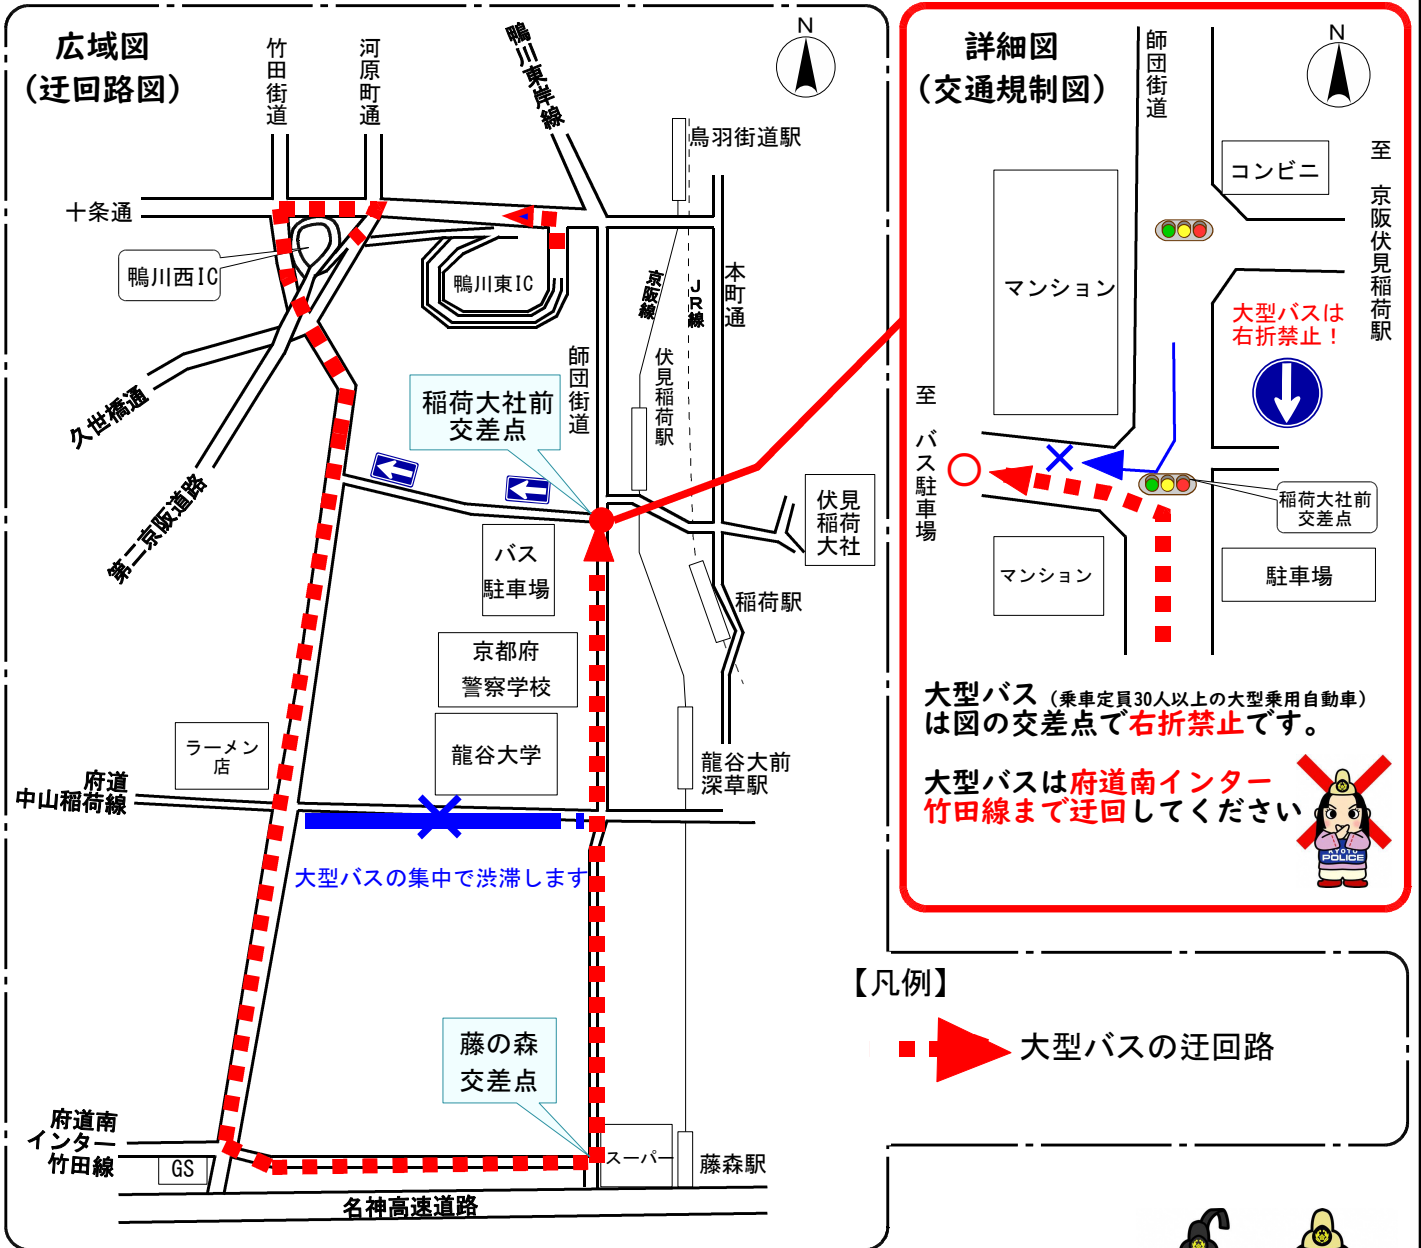 広域図
（迂回路図）
竹田街道
河原町通
鴨川東岸線
N
鳥羽街道駅
十条通
鴨川西IC
鴨川東IC
京阪線
JR線
本町通
久世橋通
第二京阪道路
師団街道
伏見稲荷駅
稲荷大社前
交差点
伏見
稲荷
大社
バス
駐車場
稲荷駅
京都府
警察学校
龍谷大学
ラーメン
店
龍谷大前
深草駅
府道
中山稲荷線
大型バスの集中で渋滞します
藤の森
交差点
府道南
インター
竹田線
GS
スーパー
藤森駅
名神高速道路
詳細図
（交通規制図）
師団街道
N
コンビニ
至 京阪伏見稲荷駅
マンション
大型バスは
右折禁止！
至 バス駐車場
稲荷大社前
交差点
マンション
駐車場
大型バス（乗車定員30人以上の大型乗用自動車）
は図の交差点で右折禁止です。
大型バスは府道南インター
竹田線まで迂回してください
KYOTO
POLICE
【凡例】
大型バスの迂回路